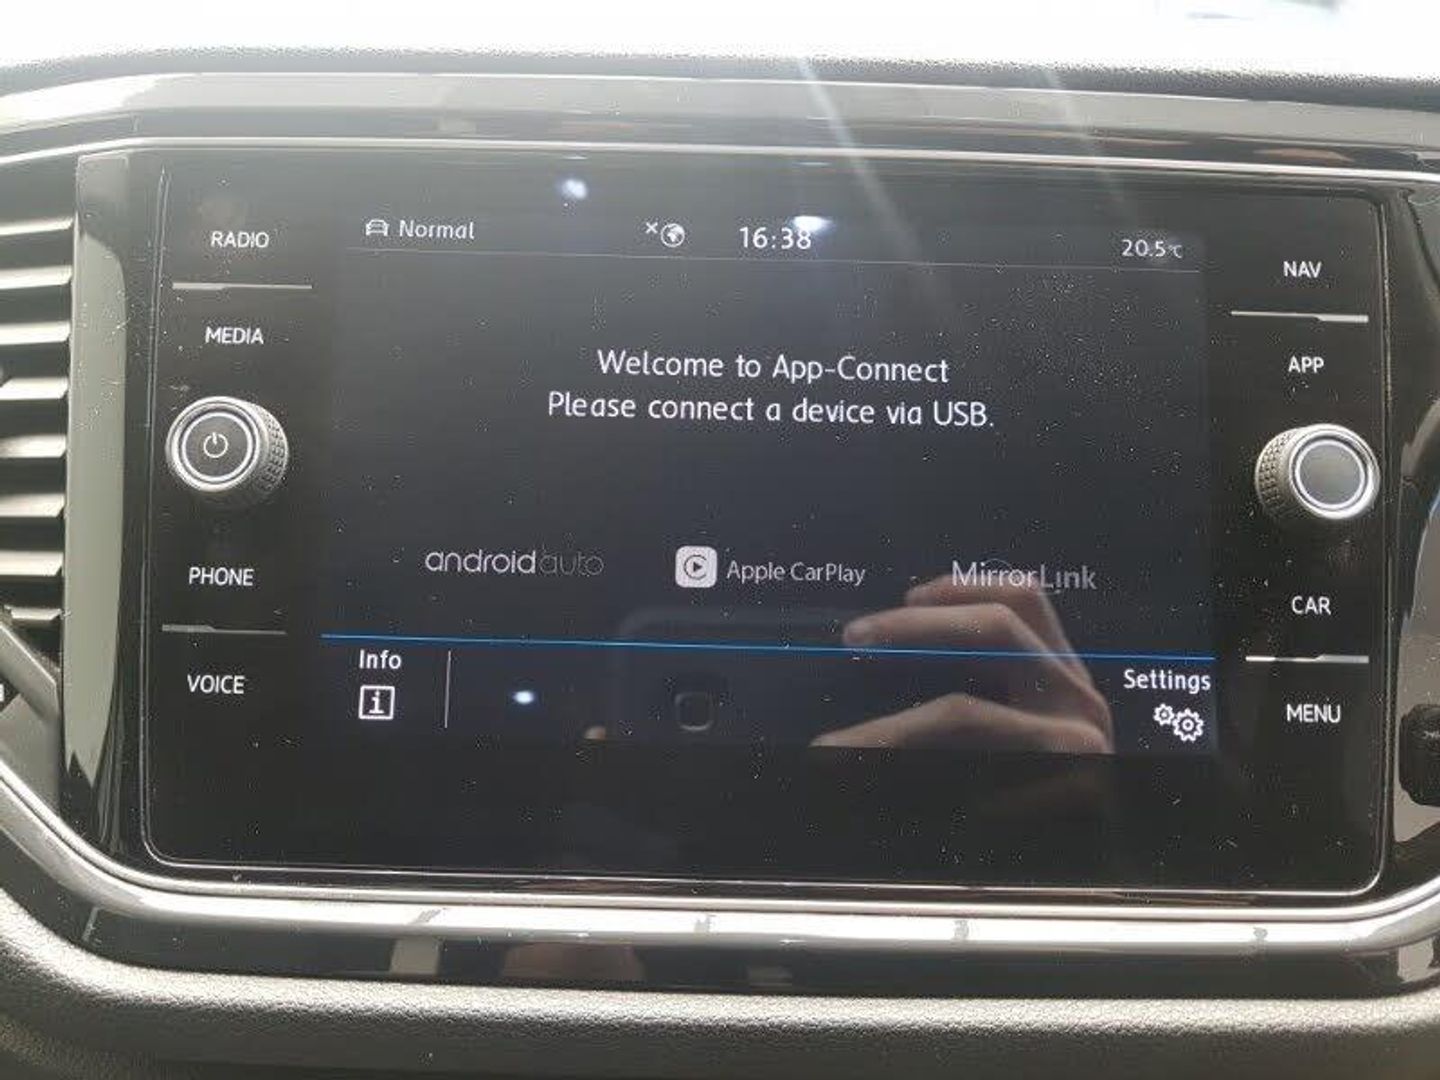 RADIO
MEDIA
PHONE
VOICE
Normal
16:38
20.5°C
Welcome to App-Connect
Please connect a device via USB.
androidauto
Apple CarPlay
MirrorLink
Info
i
Settings
NAV
APP
CAR
MENU